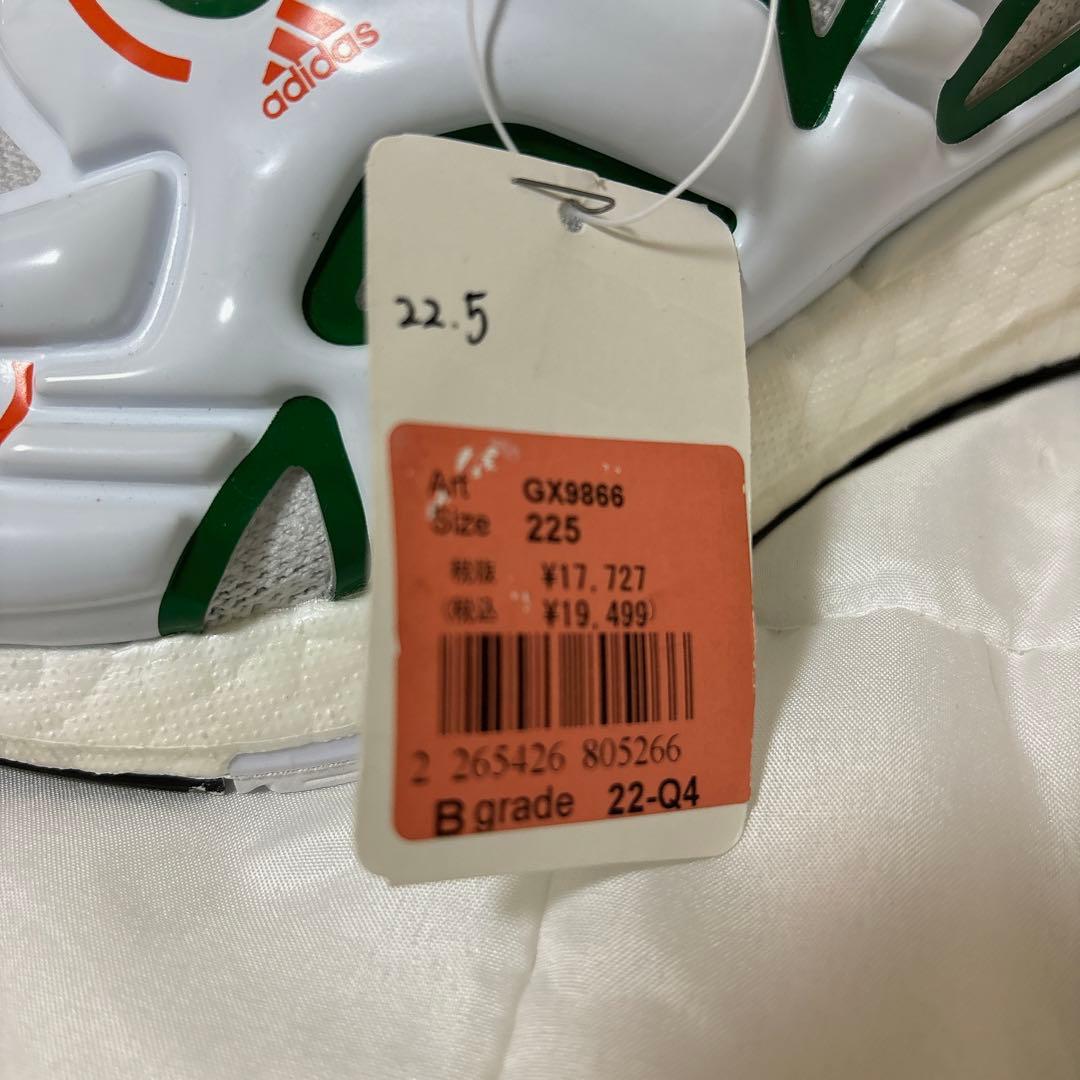 adidas
22.5
Art GX9866
Size 225
税抜 ¥17,727
(税込 ¥19,499)
2 265426 805266
B grade 22-Q4